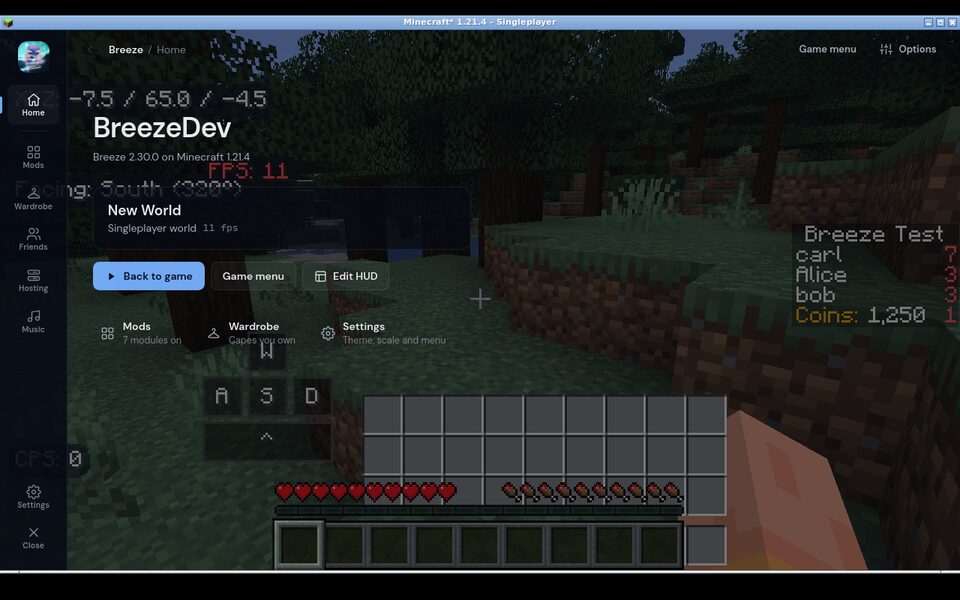 Minecraft* 1.21.4 - Singleplayer
Breeze / Home
Game menu
Options
Home
XYZ: -7.5 / 65.0 / -4.5
BreezeDev
Breeze 2.30.0 on Minecraft 1.21.4
FPS: 11
Mods
Facing: South (320°)
Wardrobe
New World
Singleplayer world 11 fps
Friends
Breeze Test
carl 7
Alice 3
bob 3
Coins: 1,250 1
Hosting
Back to game
Game menu
Edit HUD
Music
Mods
7 modules on
Wardrobe
Capes you own
Settings
Theme, scale and menu
W
A S D
^
CPS: 0
Settings
Close